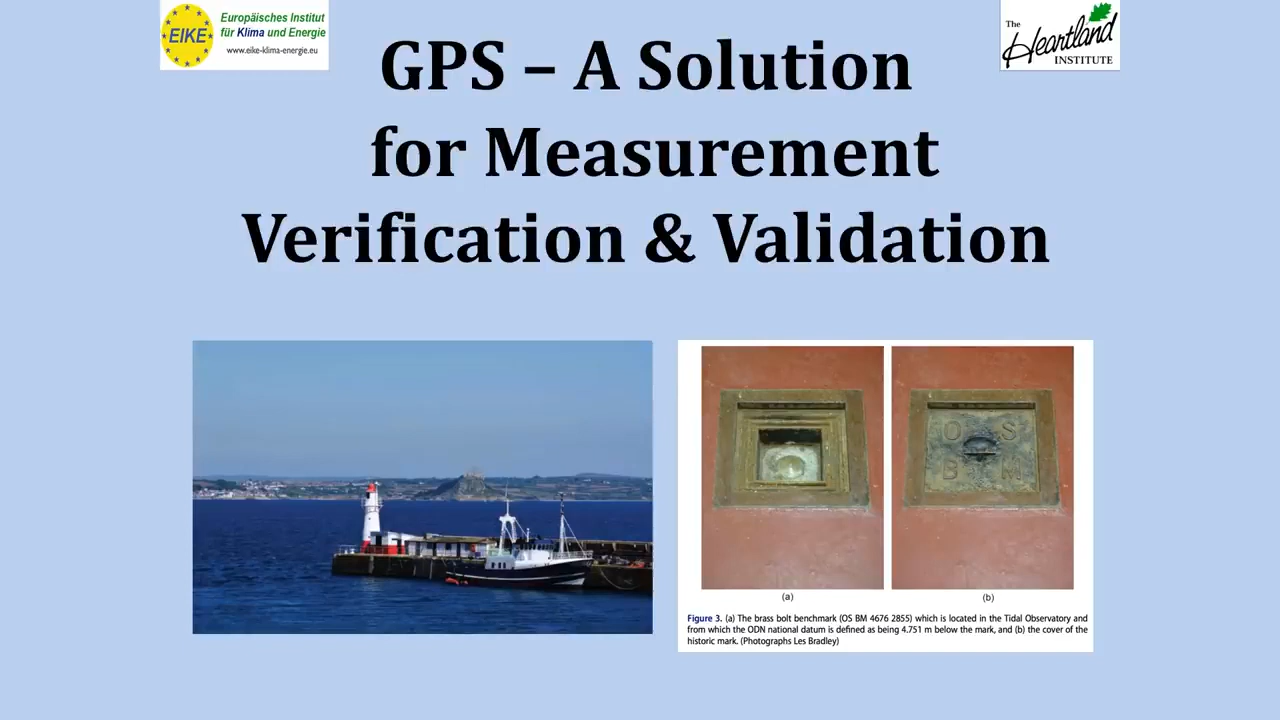 EIKE
Europäisches Institut
für Klima und Energie
www.eike-klima-energie.eu
The
Heartland
INSTITUTE
GPS – A Solution
for Measurement
Verification & Validation
O S
B M
(a)
(b)
Figure 3. (a) The brass bolt benchmark (OS BM 4676 2855) which is located in the Tidal Observatory and
from which the ODN national datum is defined as being 4.751 m below the mark, and (b) the cover of the
historic mark. (Photographs Les Bradley)